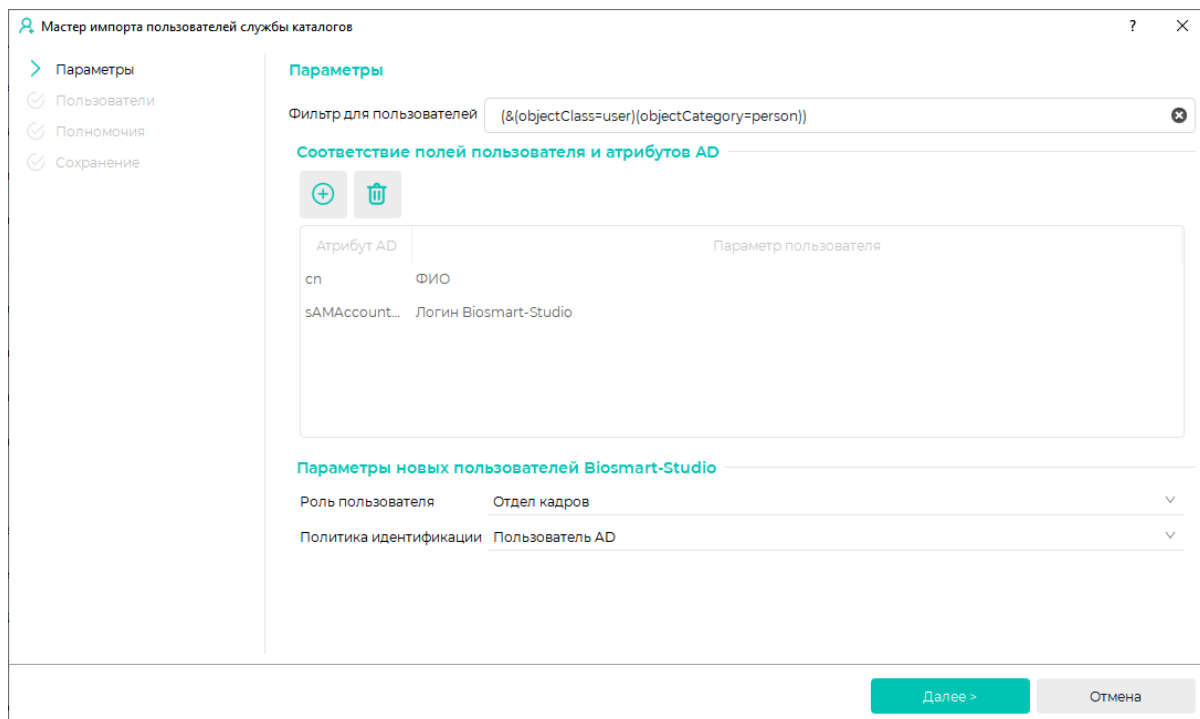 Мастер импорта пользователей службы каталогов ?
Параметры
Пользователи
Полномочия
Сохранение
Параметры
Фильтр для пользователей (&(objectClass=user)(objectCategory=person))
Соответствие полей пользователя и атрибутов AD
Атрибут AD Параметр пользователя
cn ФИО
sAMAccount... Логин Biosmart-Studio
Параметры новых пользователей Biosmart-Studio
Роль пользователя Отдел кадров
Политика идентификации Пользователь AD
Далее > Отмена